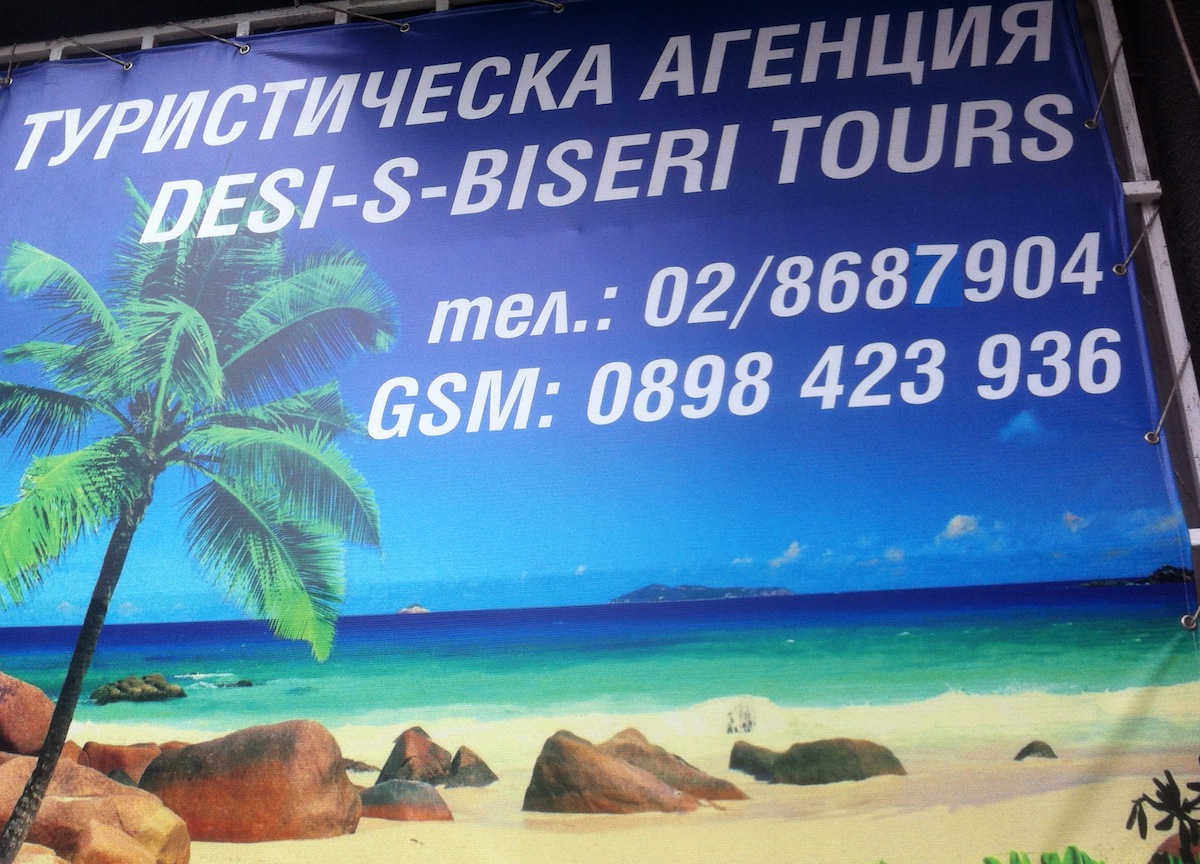 ТУРИСТИЧЕСКА АГЕНЦИЯ
DESI-S-BISERI TOURS
тел.: 02/8687904
GSM: 0898 423 936